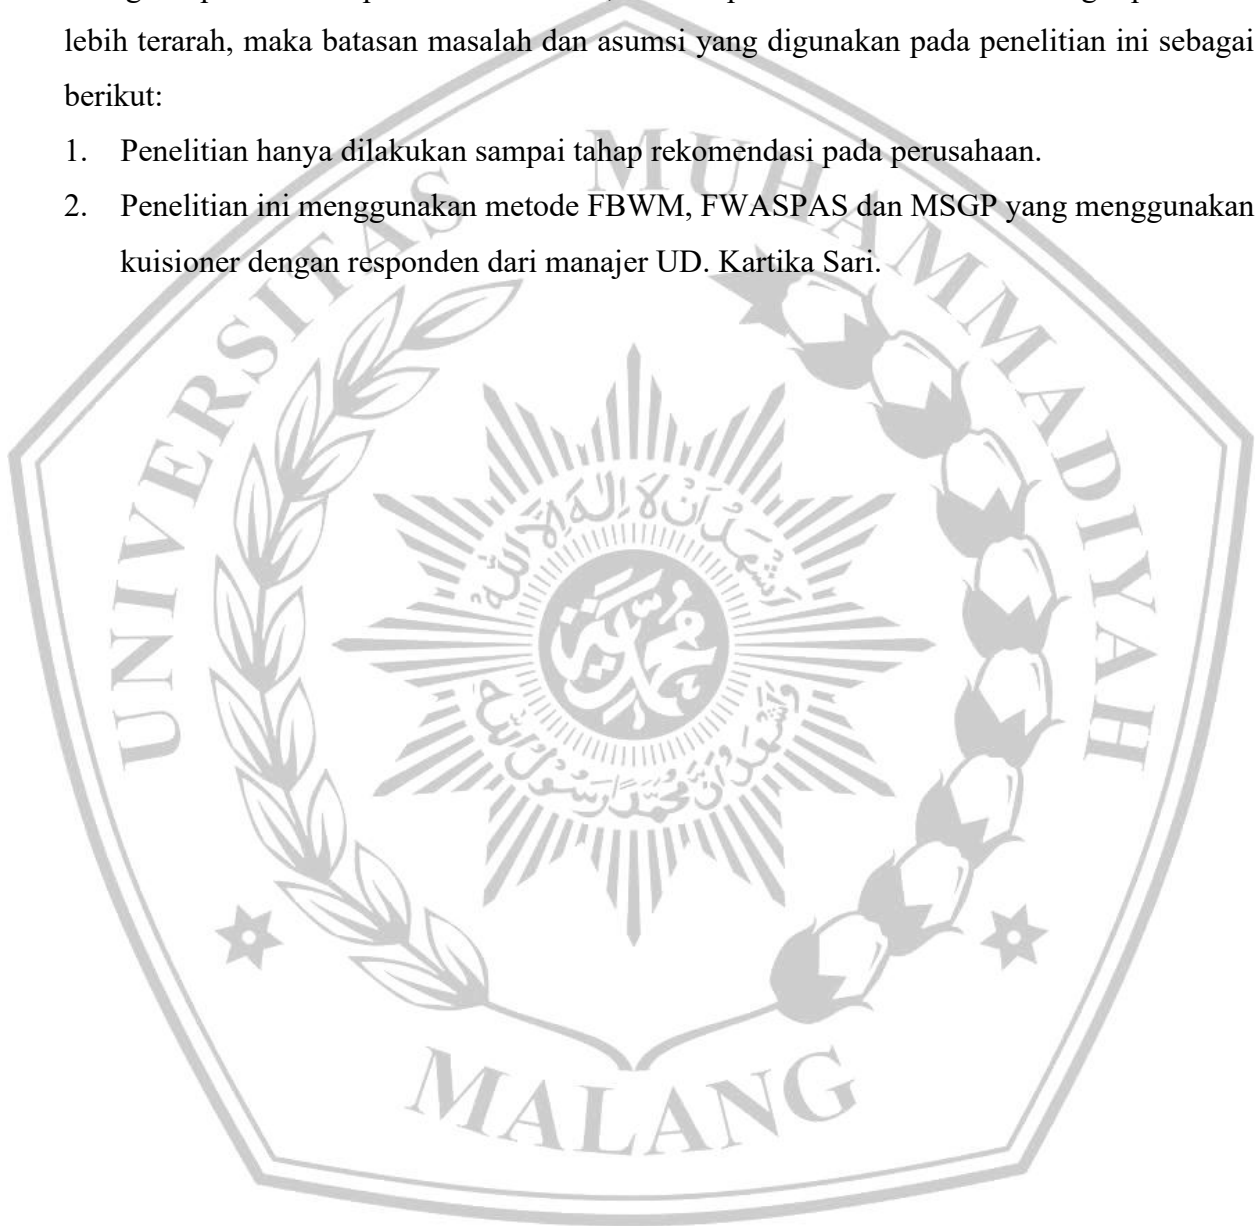 lebih terarah, maka batasan masalah dan asumsi yang digunakan pada penelitian ini sebagai
berikut:
1. Penelitian hanya dilakukan sampai tahap rekomendasi pada perusahaan.
2. Penelitian ini menggunakan metode FBWM, FWASPAS dan MSGP yang menggunakan
kuisioner dengan responden dari manajer UD. Kartika Sari.
UNIVERSITAS MUHAMMADIYAH
MALANG